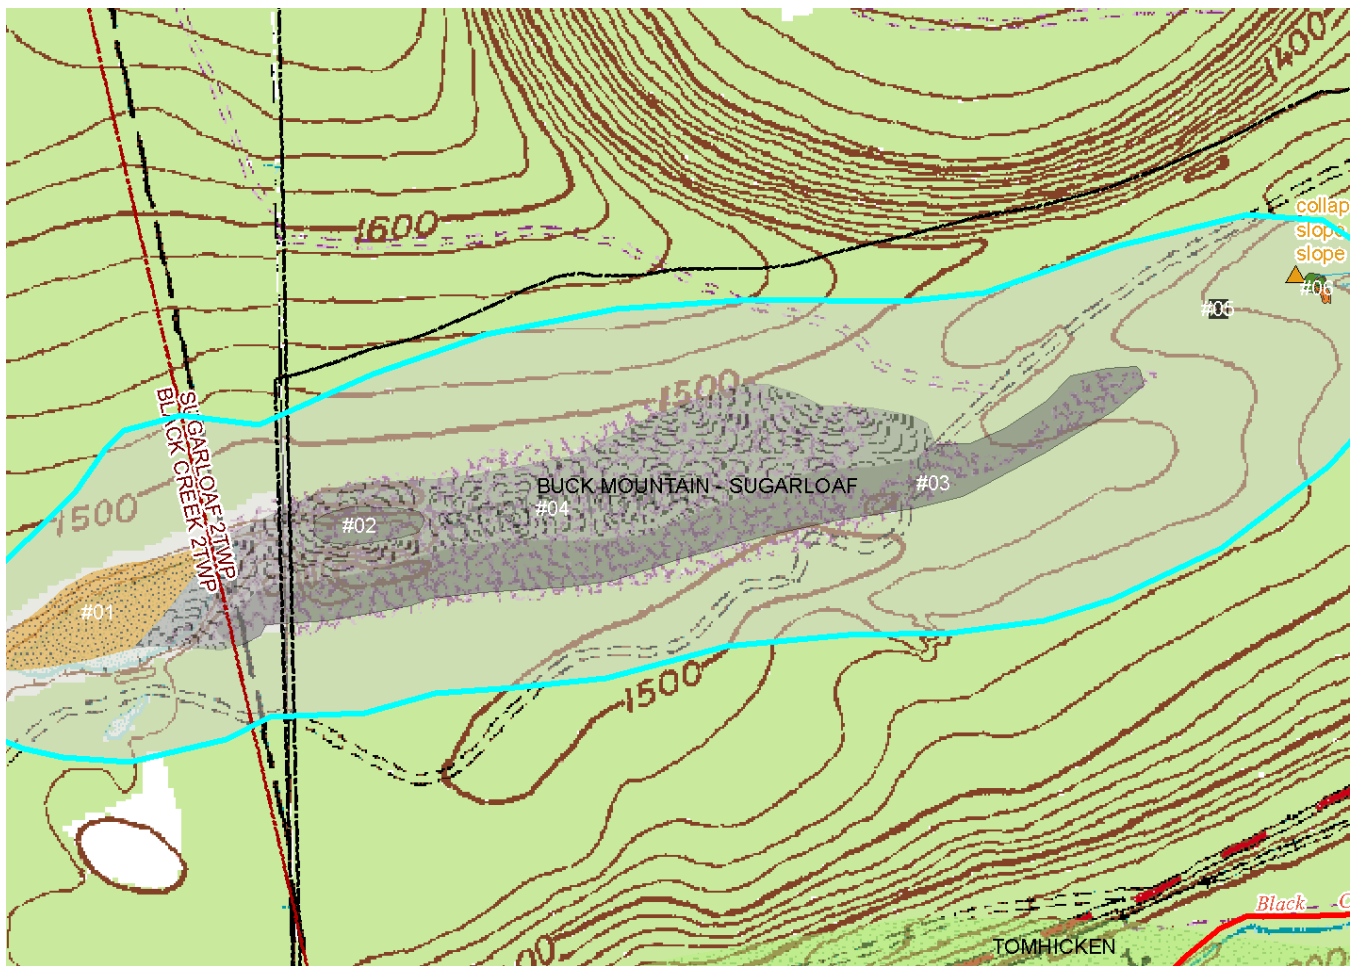 1400
collap
slope
slope
1600
#06
#05
1500
SUGARLOAF 2TWP
BLACK CREEK 2TWP
BUCK MOUNTAIN - SUGARLOAF
#03
#04
1500
#02
#01
1500
Black C
TOMHICKEN